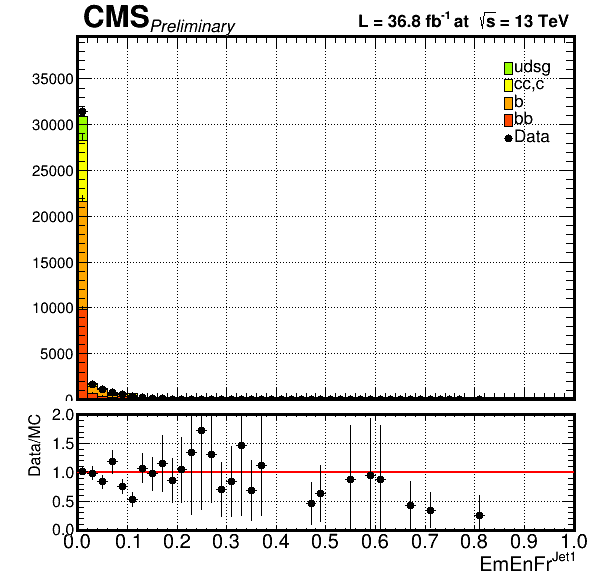 CMS Preliminary L = 36.8 fb-1 at √s = 13 TeV
35000
30000
25000
20000
15000
10000
5000
0
udsg
cc,c
b
bb
Data
Data/MC
2.0
1.5
1.0
0.5
0.0
0.0 0.1 0.2 0.3 0.4 0.5 0.6 0.7 0.8 0.9 1.0
EmEnFrJet1